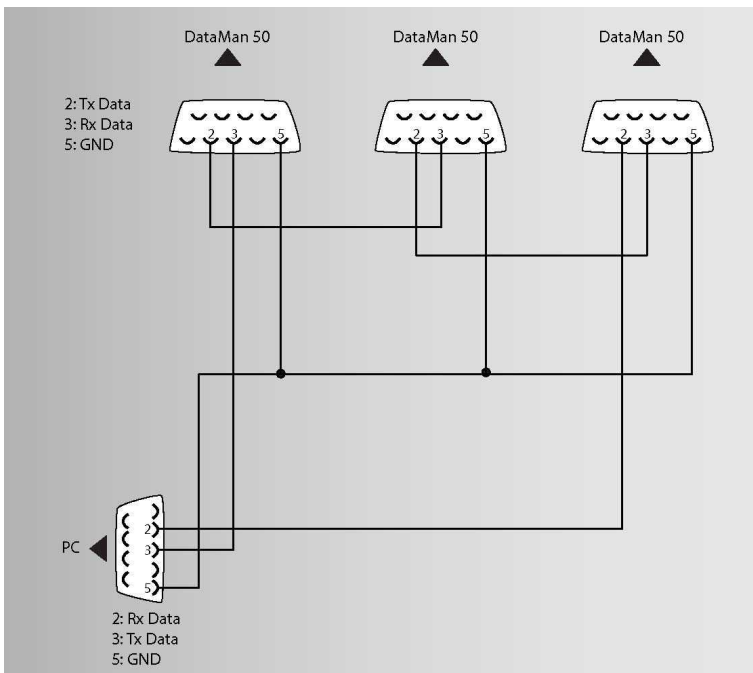 DataMan 50 DataMan 50 DataMan 50
2: Tx Data
3: Rx Data
5: GND
2 3 5 2 3 5 2 3 5
2
PC 3
5
2: Rx Data
3: Tx Data
5: GND